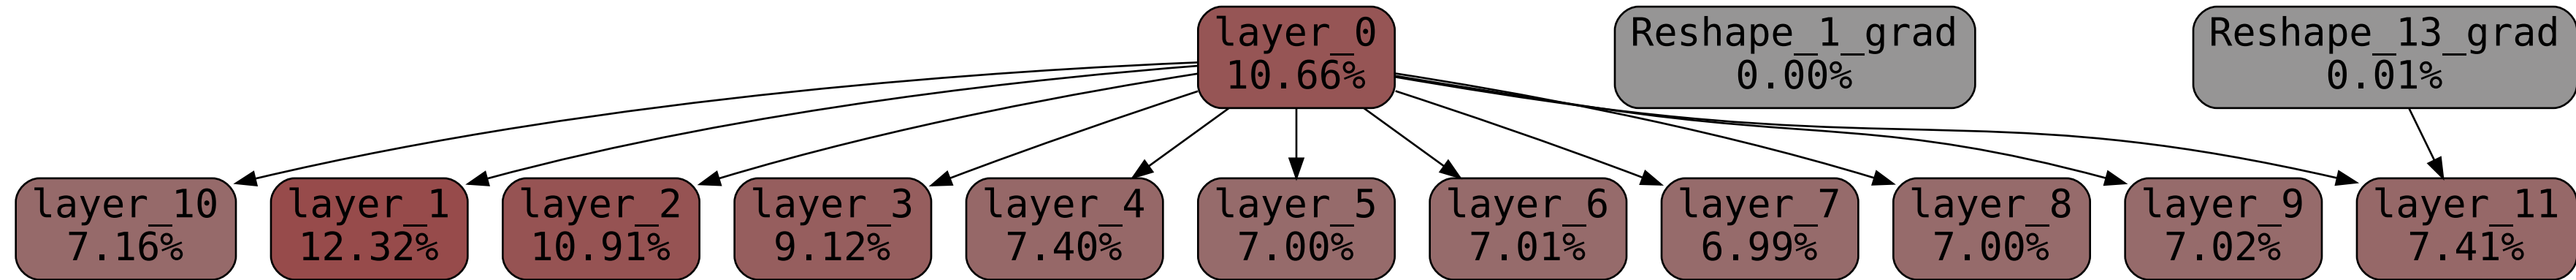 layer_0
10.66%
Reshape_1_grad
0.00%
Reshape_13_grad
0.01%
layer_10
7.16%
layer_1
12.32%
layer_2
10.91%
layer_3
9.12%
layer_4
7.40%
layer_5
7.00%
layer_6
7.01%
layer_7
6.99%
layer_8
7.00%
layer_9
7.02%
layer_11
7.41%